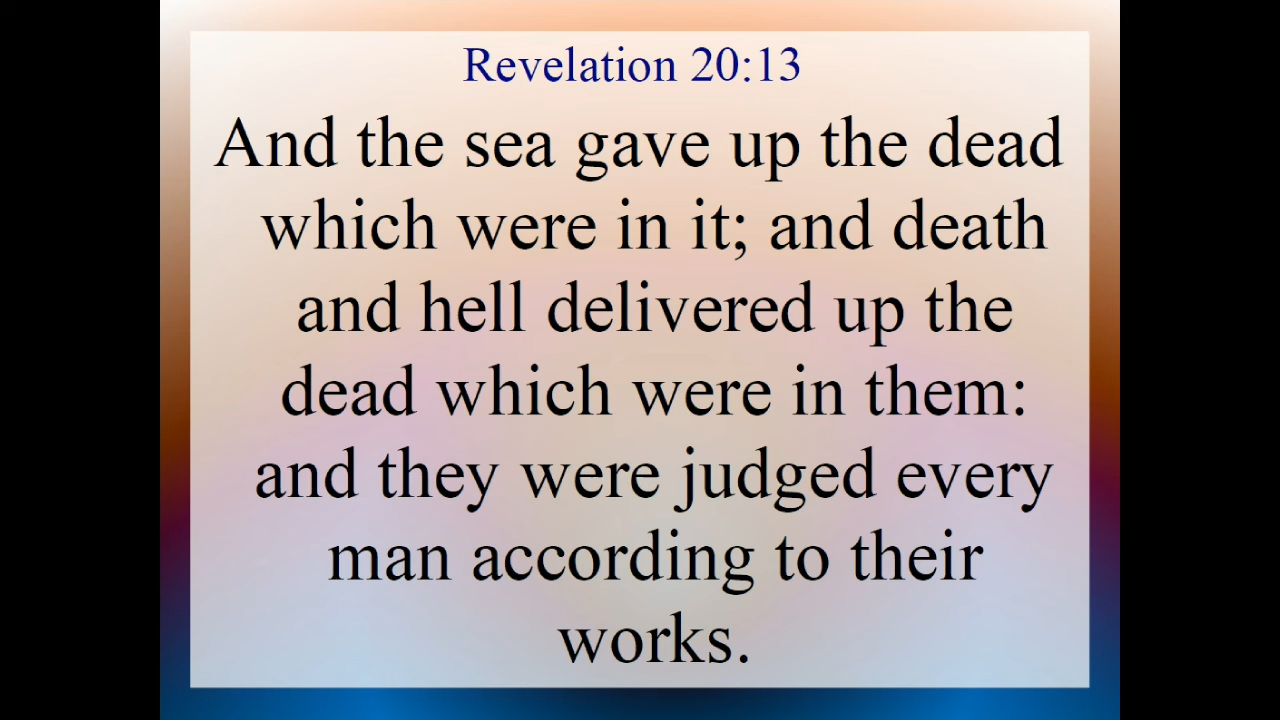 Revelation 20:13
And the sea gave up the dead
which were in it; and death
and hell delivered up the
dead which were in them:
and they were judged every
man according to their
works.